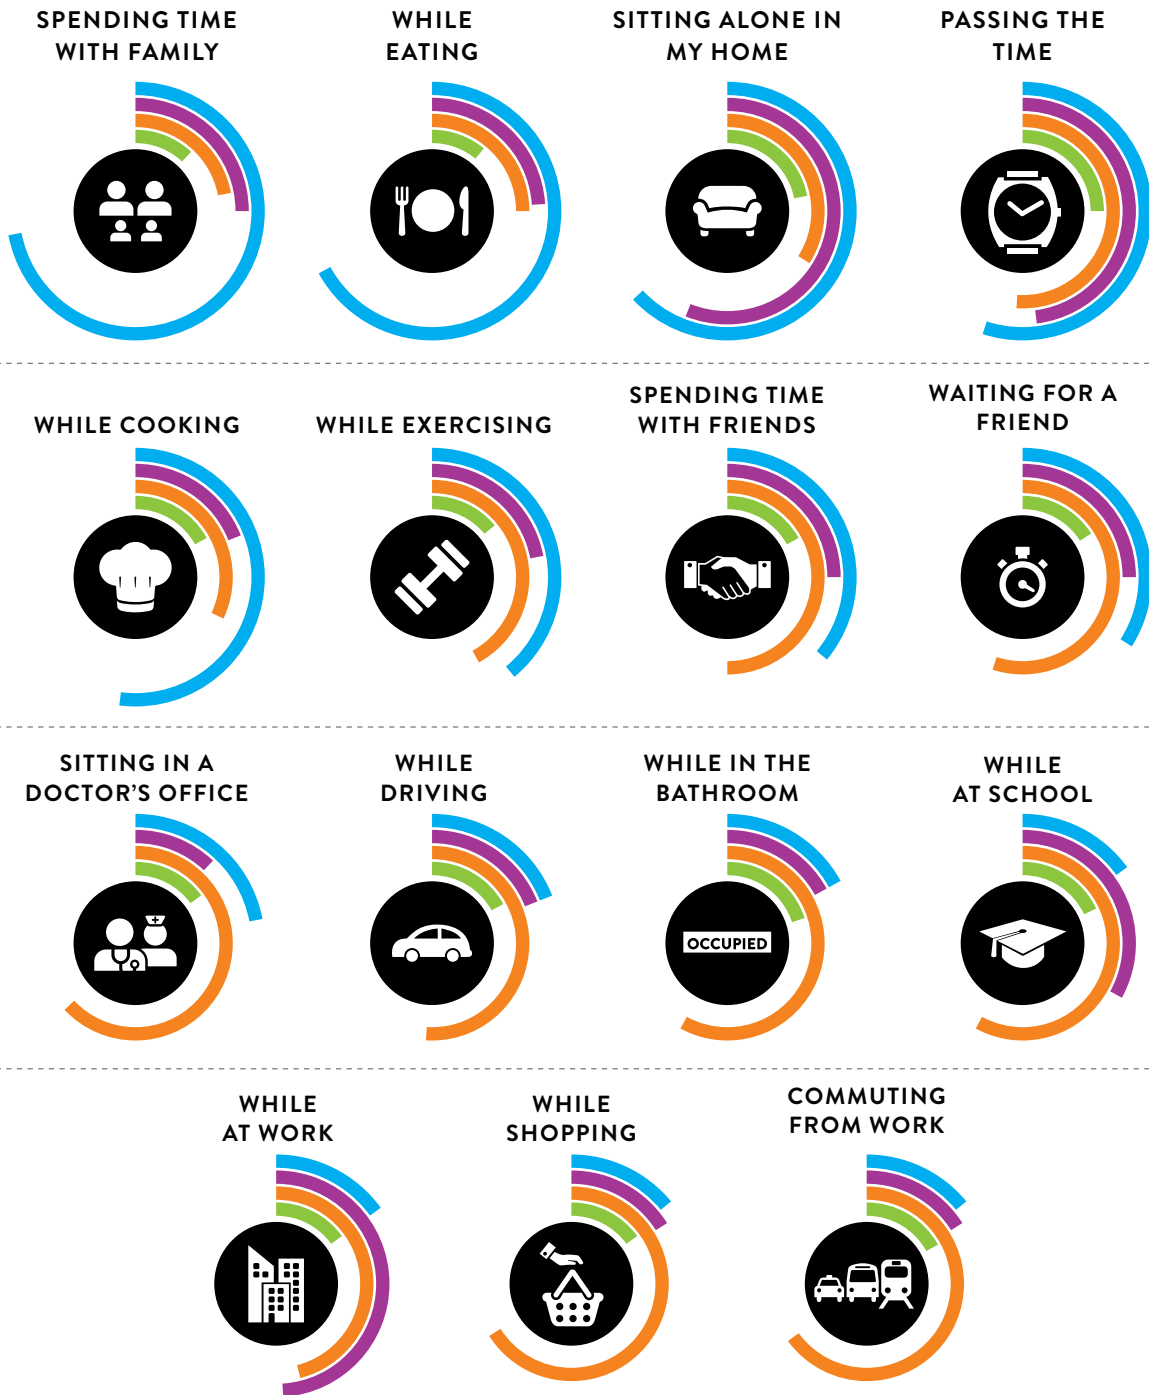 SPENDING TIME
WITH FAMILY
WHILE
EATING
SITTING ALONE IN
MY HOME
PASSING THE
TIME
WHILE COOKING
WHILE EXERCISING
SPENDING TIME
WITH FRIENDS
WAITING FOR A
FRIEND
SITTING IN A
DOCTOR'S OFFICE
WHILE
DRIVING
WHILE IN THE
BATHROOM
OCCUPIED
WHILE
AT SCHOOL
WHILE
AT WORK
WHILE
SHOPPING
COMMUTING
FROM WORK